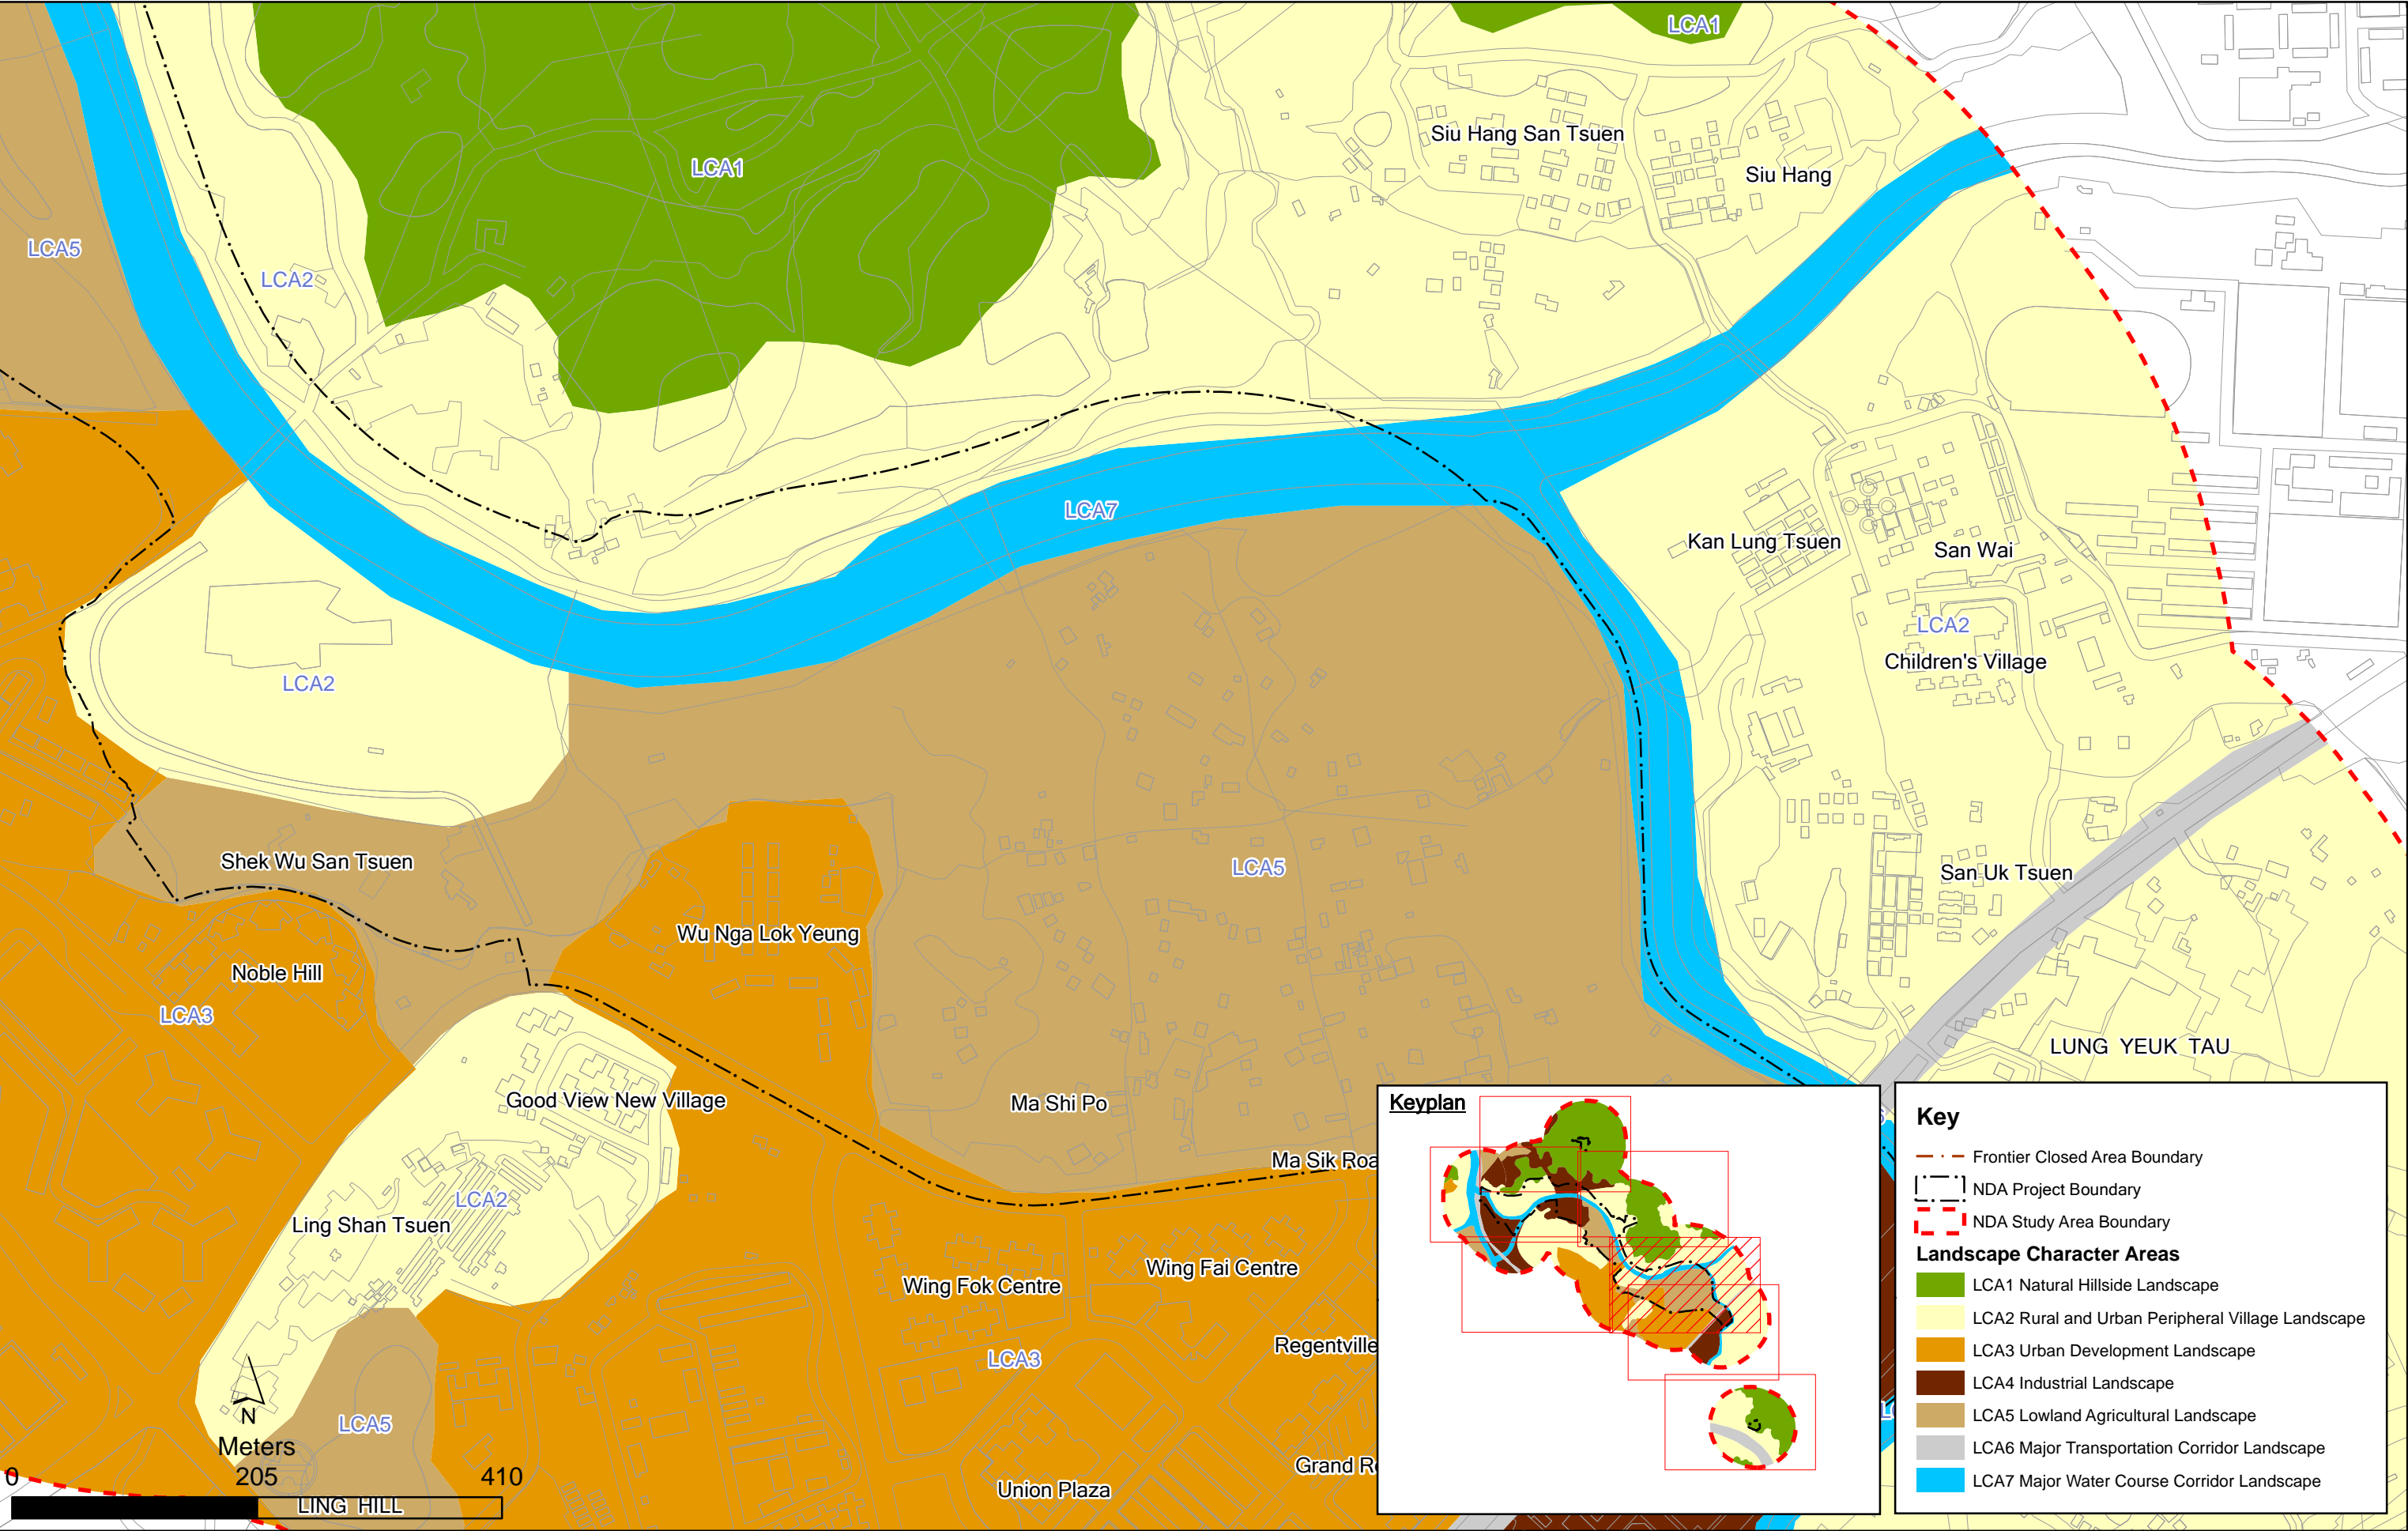 LCA1
Siu Hang San Tsuen
LCA1
Siu Hang
LCA5
LCA2
LCA7
Kan Lung Tsuen
San Wai
LCA2
Children's Village
LCA2
Shek Wu San Tsuen
LCA5
San Uk Tsuen
Wu Nga Lok Yeung
Noble Hill
LCA3
LUNG YEUK TAU
Good View New Village
Ma Shi Po
Ma Sik Roa
LCA2
Ling Shan Tsuen
Wing Fok Centre
Wing Fai Centre
Regentville
LCA3
LCA5
Grand R
Union Plaza
N
Meters
0 205 410
LING HILL
Keyplan
Key
Frontier Closed Area Boundary
NDA Project Boundary
NDA Study Area Boundary
Landscape Character Areas
LCA1 Natural Hillside Landscape
LCA2 Rural and Urban Peripheral Village Landscape
LCA3 Urban Development Landscape
LCA4 Industrial Landscape
LCA5 Lowland Agricultural Landscape
LCA6 Major Transportation Corridor Landscape
LCA7 Major Water Course Corridor Landscape